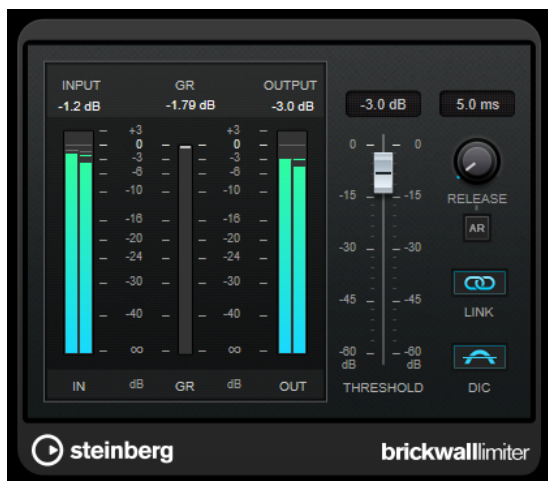 INPUT GR OUTPUT
-1.2 dB -1.79 dB -3.0 dB
-3.0 dB 5.0 ms
+3 +3
0 0
-3 -3
-6 -6
-10 -10
-16 -16
-20 -20
-24 -24
-30 -30
-40 -40
∞ ∞
IN dB GR dB OUT
0 0
-15 -15
-30 -30
-45 -45
-60 -60
dB dB
THRESHOLD
RELEASE
AR
LINK
DIC
steinberg
brickwalllimiter